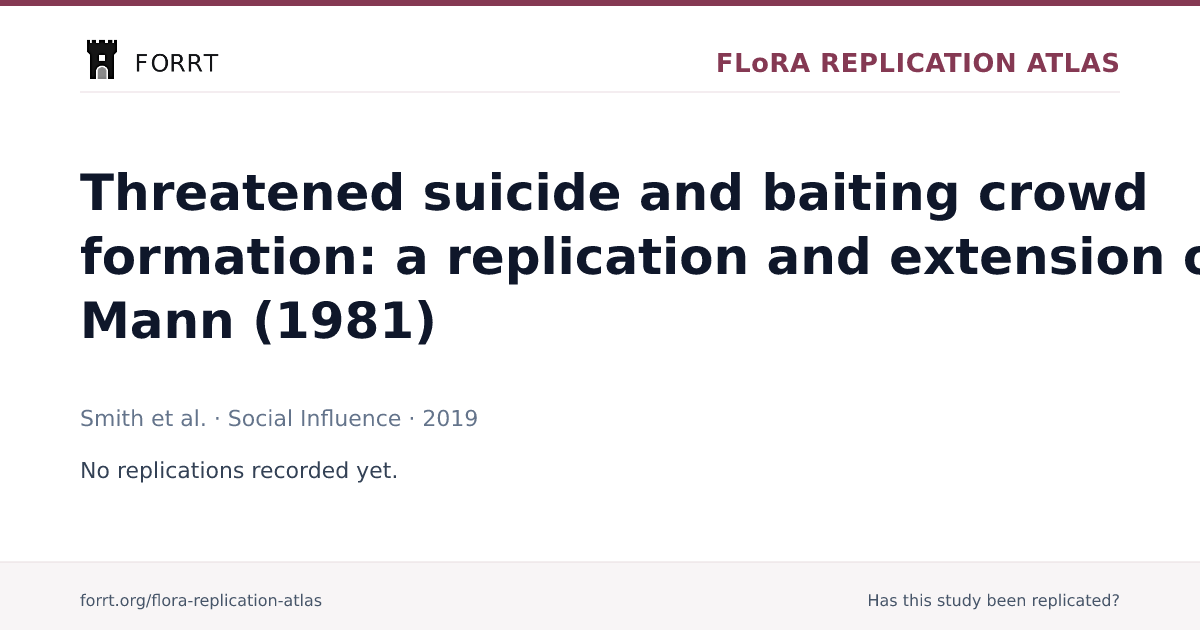 FORRT
FLoRA REPLICATION ATLAS
Threatened suicide and baiting crowd
formation: a replication and extension
Mann (1981)
Smith et al. · Social Influence · 2019
No replications recorded yet.
forrt.org/flora-replication-atlas
Has this study been replicated?